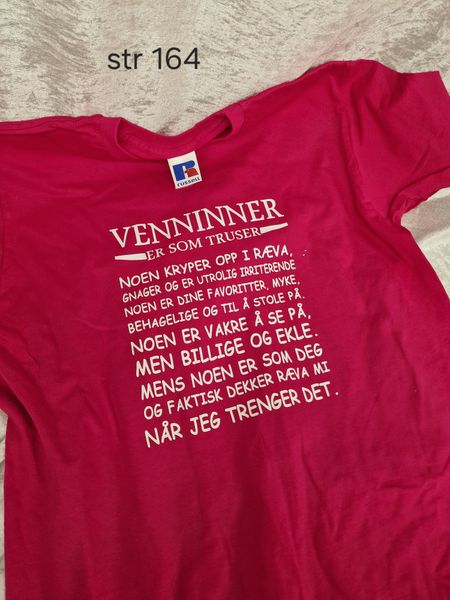 str 164
R
russell
VENNINNER
ER SOM TRUSER
NOEN KRYPER OPP I RÆVA,
GNAGER OG ER UTROLIG IRRITERENDE
NOEN ER DINE FAVORITTER, MYKE,
BEHAGELIGE OG TIL Å STOLE PÅ.
NOEN ER VAKRE Å SE PÅ,
MEN BILLIGE OG EKLE.
MENS NOEN ER SOM DEG
OG FAKTISK DEKKER RÆVA MI
NÅR JEG TRENGER DET.